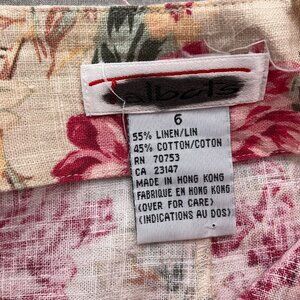 Talbots
6
55% LINEN/LIN
45% COTTON/COTON
RN 70753
CA 23147
MADE IN HONG KONG
FABRIQUE EN HONG KONG
(OVER FOR CARE)
(INDICATIONS AU DOS)